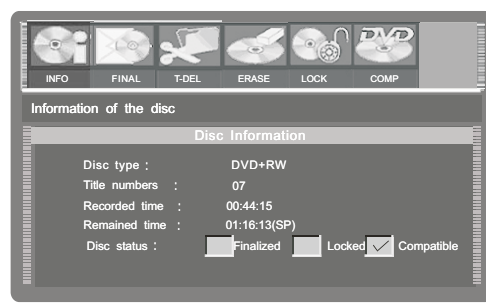 DVD
INFO FINAL T-DEL ERASE LOCK COMP
Information of the disc
Disc Information
Disc type : DVD+RW
Title numbers : 07
Recorded time : 00:44:15
Remained time : 01:16:13(SP)
Disc status : Finalized Locked Compatible